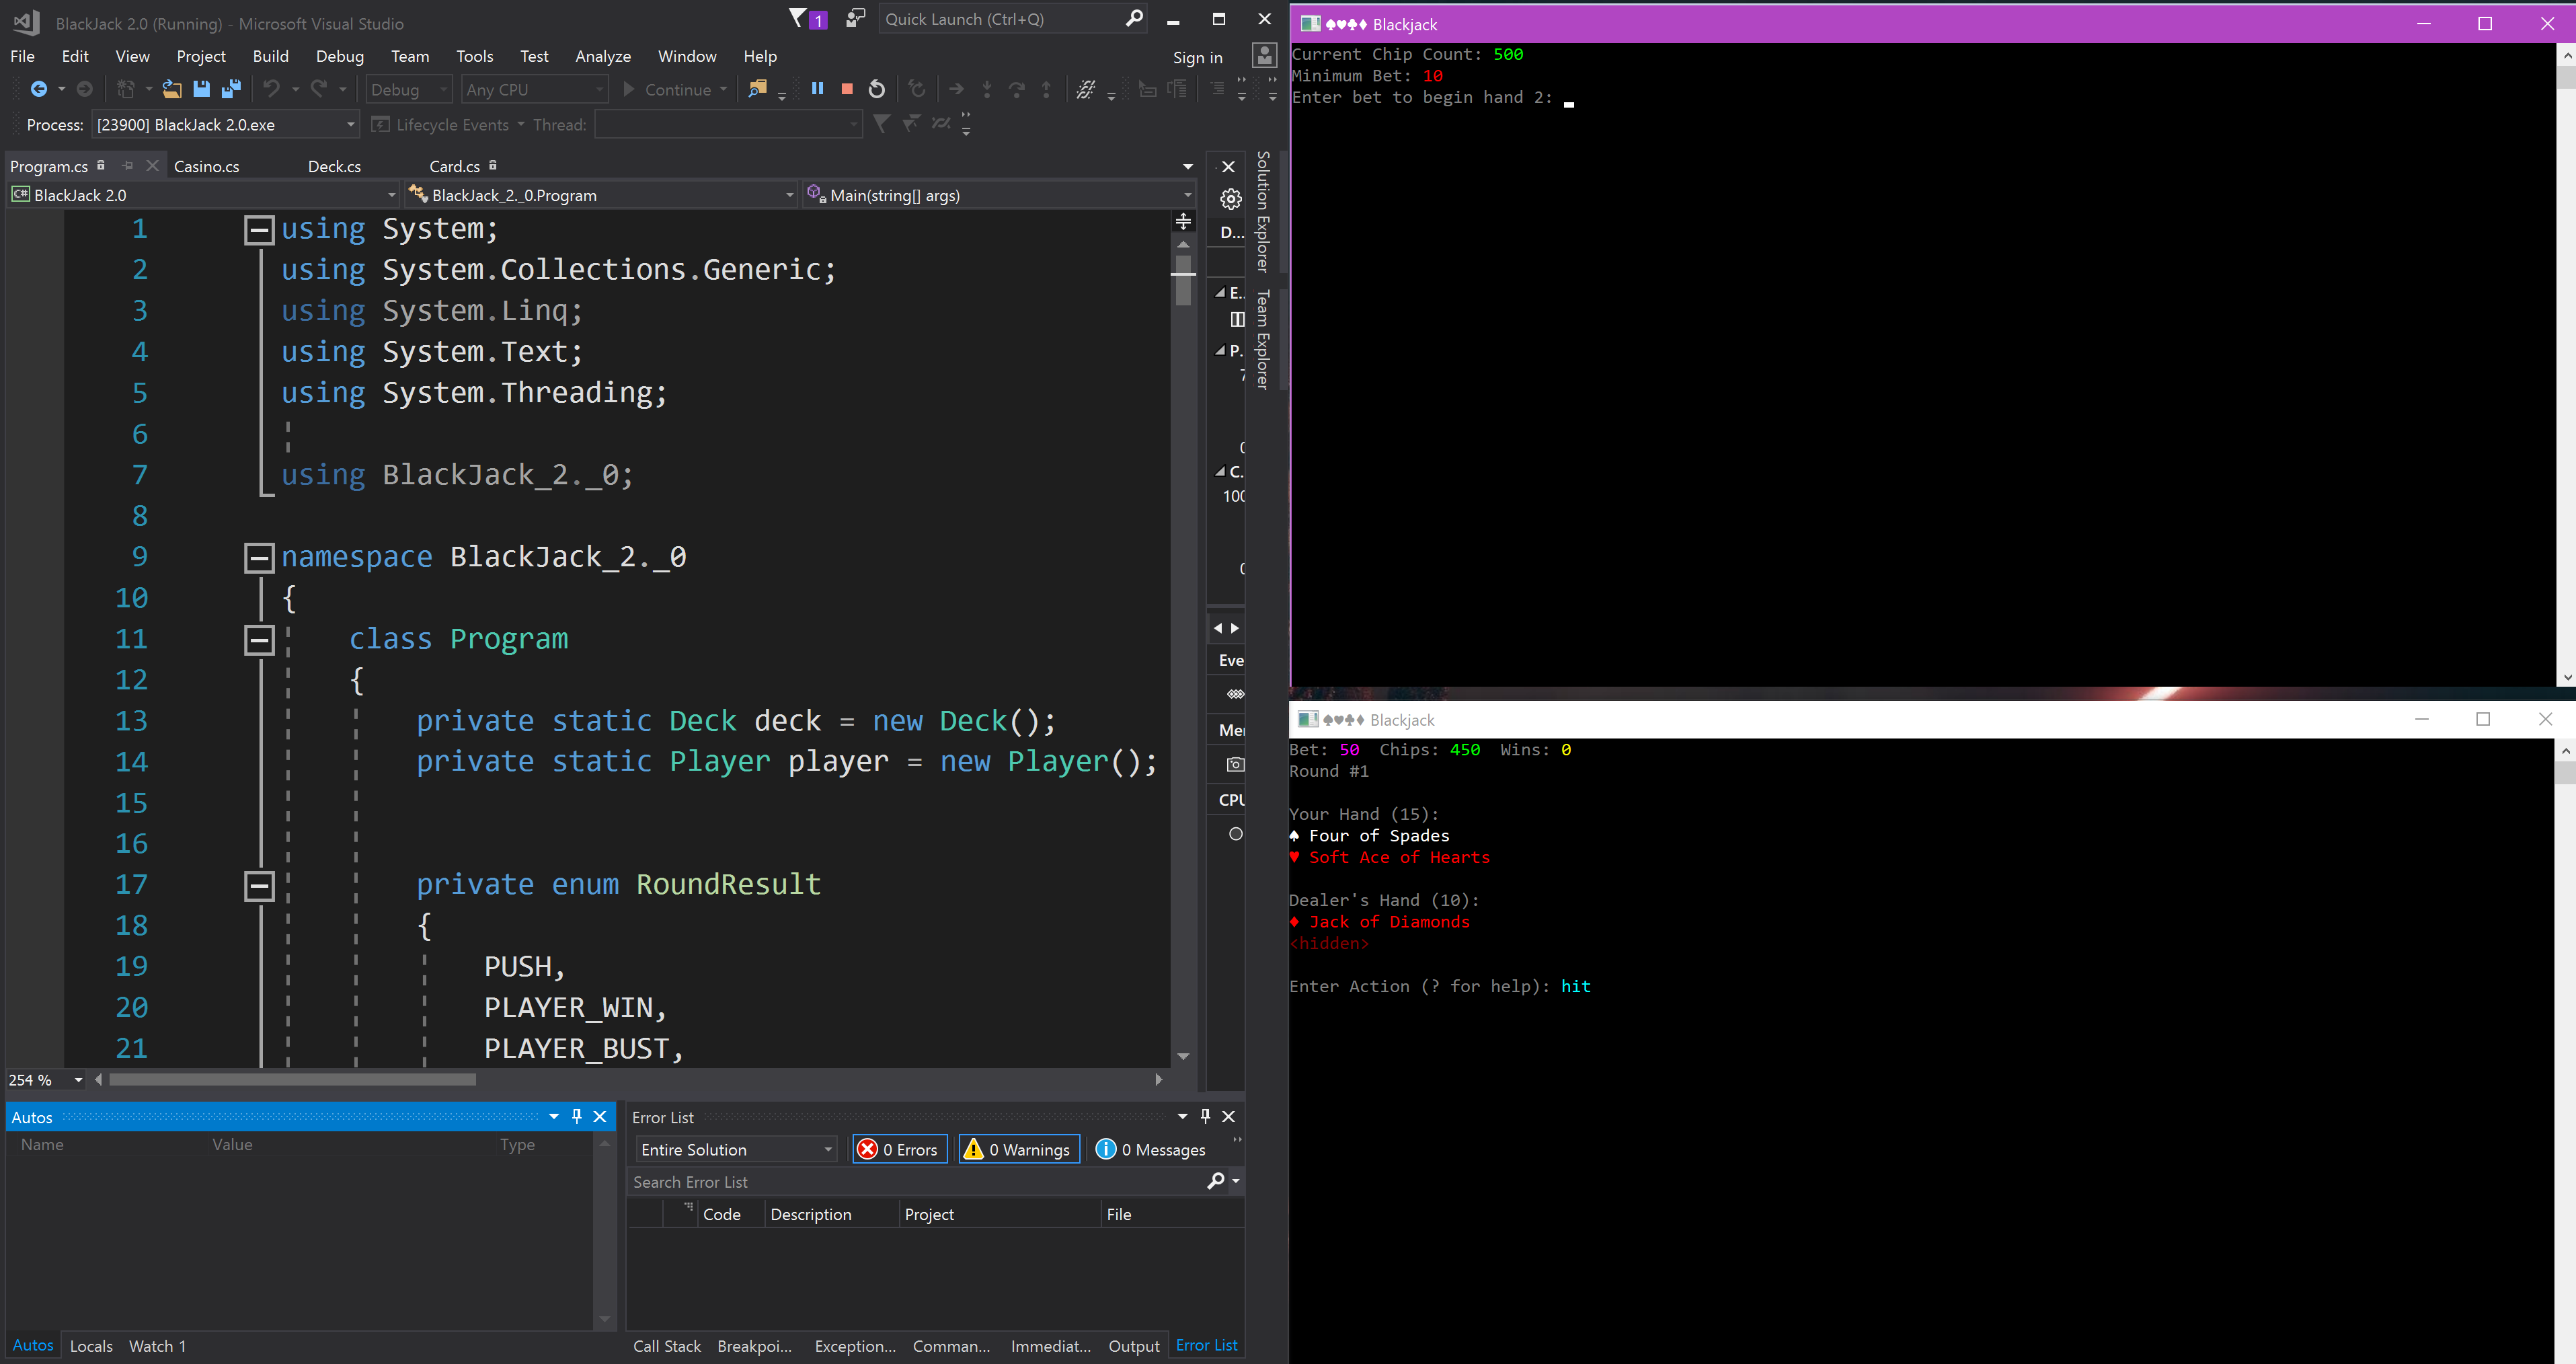 BlackJack 2.0 (Running) - Microsoft Visual Studio
1
Quick Launch (Ctrl+Q)
File Edit View Project Build Debug Team Tools Test Analyze Window Help
Sign in
Debug Any CPU Continue
Process: [23900] BlackJack 2.0.exe Lifecycle Events Thread:
Program.cs Casino.cs Deck.cs Card.cs
C# BlackJack 2.0 BlackJack_2._0.Program Main(string[] args)
1 using System;
2 using System.Collections.Generic;
3 using System.Linq;
4 using System.Text;
5 using System.Threading;
6
7 using BlackJack_2._0;
8
9 namespace BlackJack_2._0
10 {
11 class Program
12 {
13 private static Deck deck = new Deck();
14 private static Player player = new Player();
15
16
17 private enum RoundResult
18 {
19 PUSH,
20 PLAYER_WIN,
21 PLAYER_BUST,
254 %
D...
E..
P.
C.
100
Eve
Mer
CPU
Solution Explorer
Team Explorer
Autos
Name Value Type
Autos Locals Watch 1
Error List
Entire Solution 0 Errors 0 Warnings 0 Messages
Search Error List
Code Description Project File
Call Stack Breakpoi... Exception... Comman... Immediat... Output Error List
♠♥♣♦ Blackjack
Current Chip Count: 500
Minimum Bet: 10
Enter bet to begin hand 2: _
♠♥♣♦ Blackjack
Bet: 50 Chips: 450 Wins: 0
Round #1
Your Hand (15):
♠ Four of Spades
♥ Soft Ace of Hearts
Dealer's Hand (10):
♦ Jack of Diamonds
<hidden>
Enter Action (? for help): hit